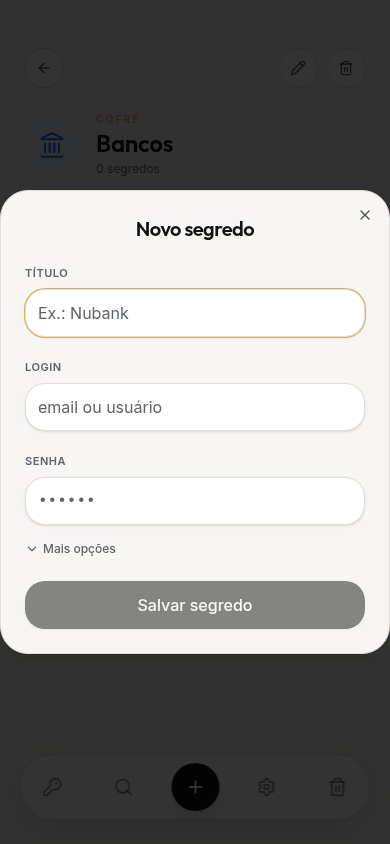 COFRE
Bancos
0 segredos
Novo segredo
TÍTULO
Ex.: Nubank
LOGIN
email ou usuário
SENHA
••••••
Mais opções
Salvar segredo